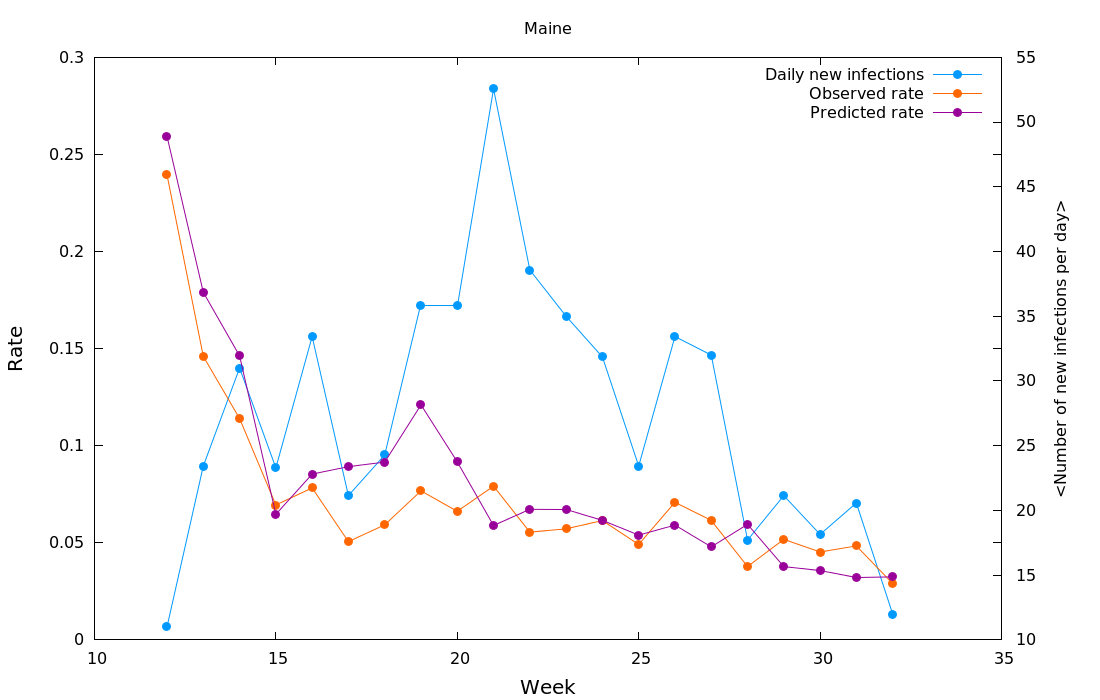 Maine
Daily new infections
Observed rate
Predicted rate
0.3
0.25
0.2
0.15
0.1
0.05
0
Rate
55
50
45
40
35
30
25
20
15
10
<Number of new infections per day>
10 15 20 25 30 35
Week